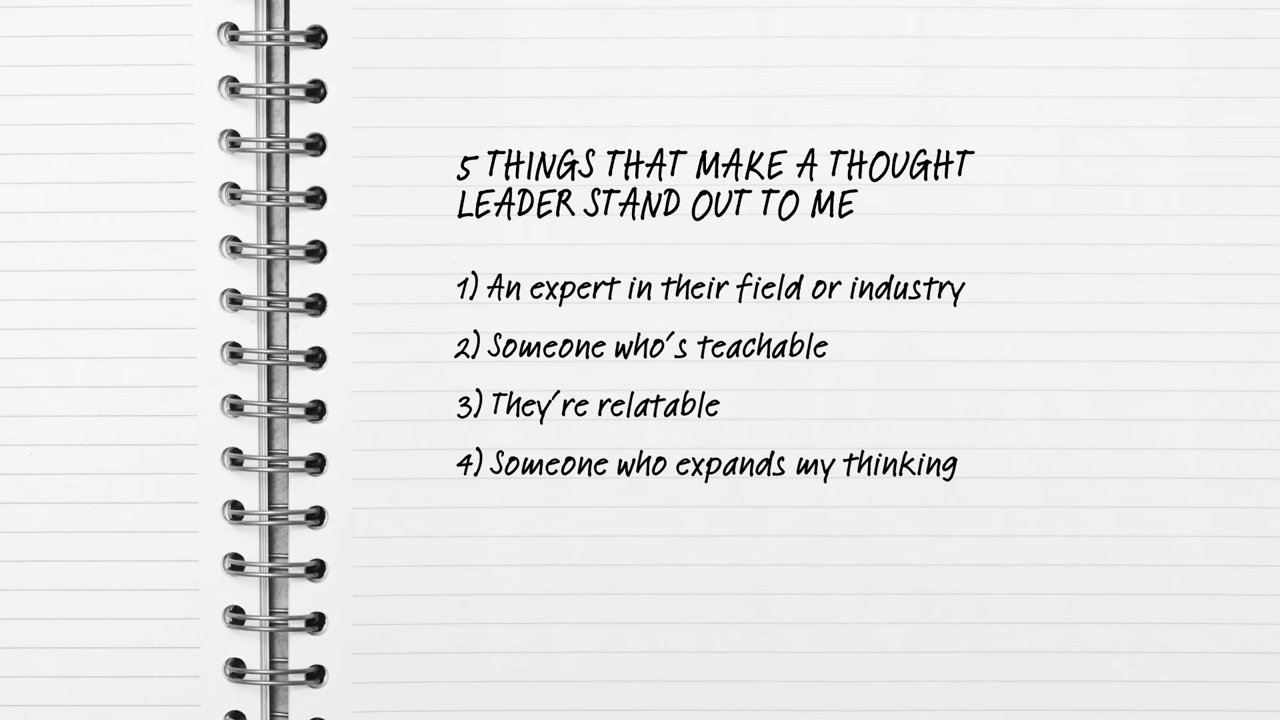 5 THINGS THAT MAKE A THOUGHT
LEADER STAND OUT TO ME
1) An expert in their field or industry
2) Someone who's teachable
3) They're relatable
4) Someone who expands my thinking